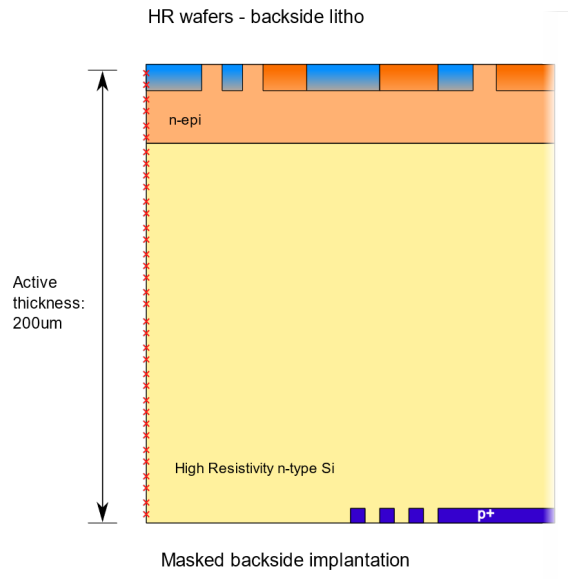 HR wafers - backside litho
n-epi
Active
thickness:
200um
High Resistivity n-type Si
p+
Masked backside implantation